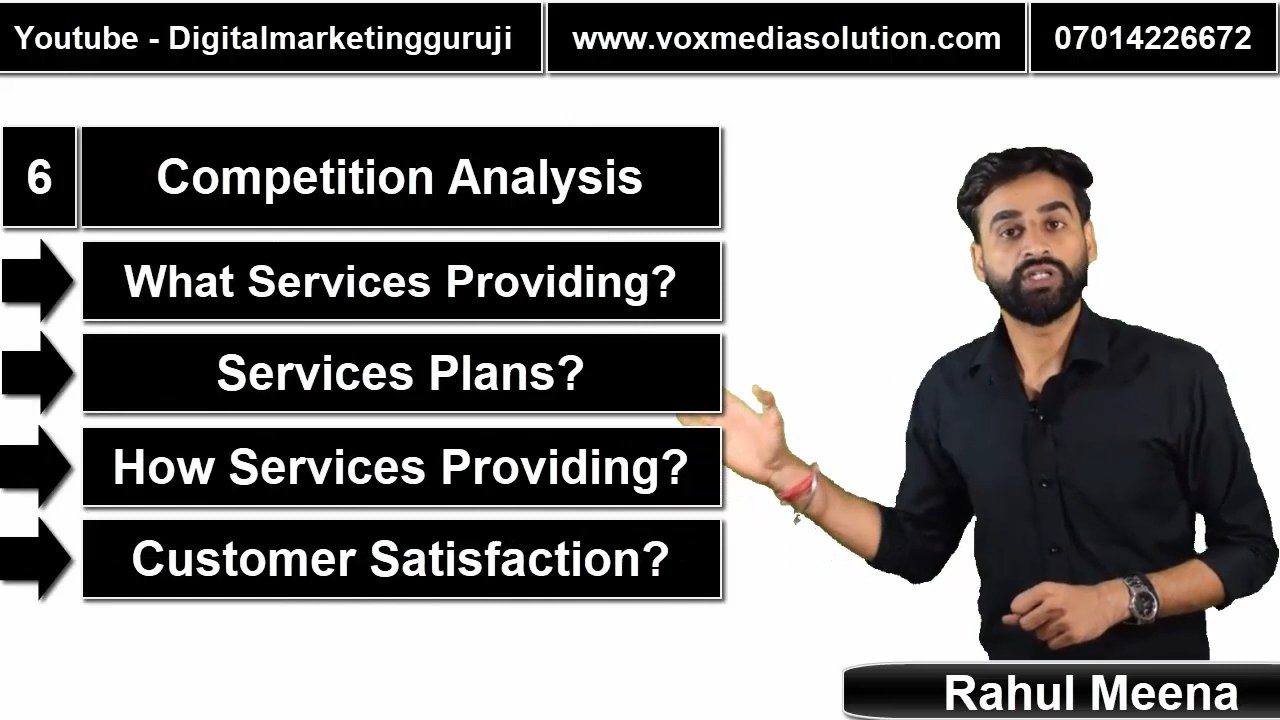 Youtube - Digitalmarketingguruji
www.voxmediasolution.com
07014226672
6
Competition Analysis
What Services Providing?
Services Plans?
How Services Providing?
Customer Satisfaction?
Rahul Meena